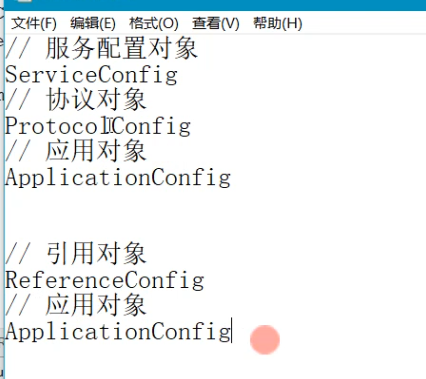 文件(F) 编辑(E) 格式(O) 查看(V) 帮助(H)
// 服务配置对象
ServiceConfig
// 协议对象
ProtocolConfig
// 应用对象
ApplicationConfig
// 引用对象
ReferenceConfig
// 应用对象
ApplicationConfig